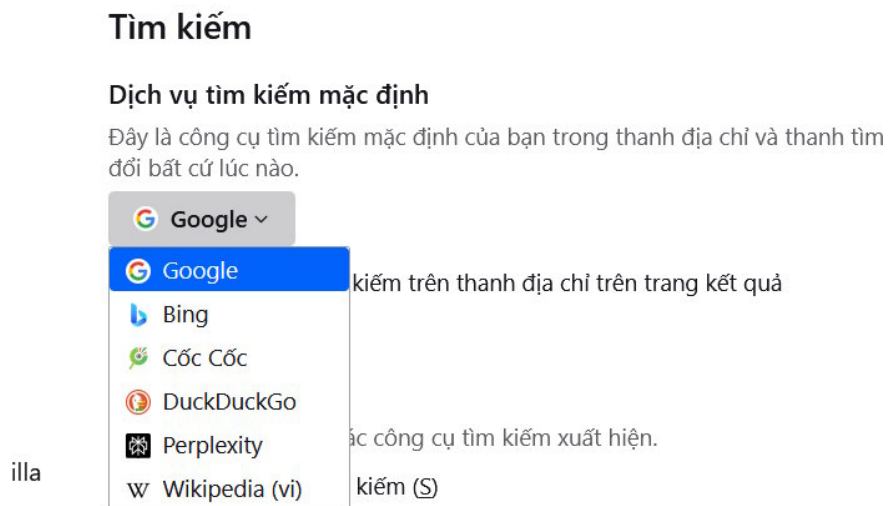 Tìm kiếm
Dịch vụ tìm kiếm mặc định
Đây là công cụ tìm kiếm mặc định của bạn trong thanh địa chỉ và thanh tìm
đổi bất cứ lúc nào.
Google
Google
kiếm trên thanh địa chỉ trên trang kết quả
Bing
Cốc Cốc
DuckDuckGo
Perplexity
các công cụ tìm kiếm xuất hiện.
illa
Wikipedia (vi)
kiếm (S)